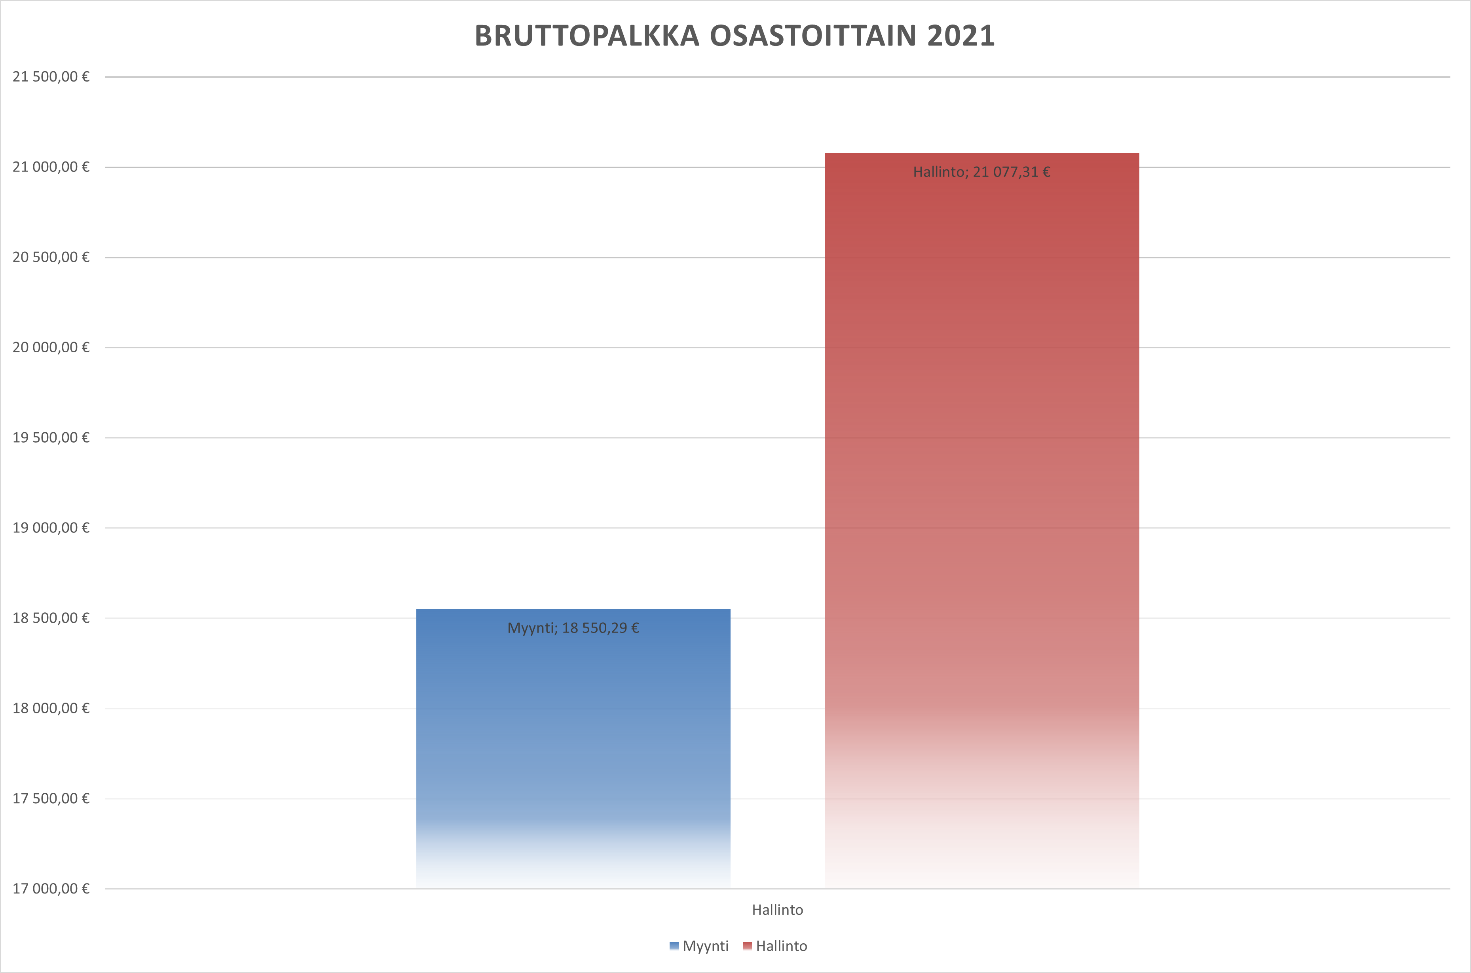 BRUTTOPALKKA OSASTOITTAIN 2021
21 500,00 €
21 000,00 €
Hallinto; 21 077,31 €
20 500,00 €
20 000,00 €
19 500,00 €
19 000,00 €
18 500,00 €
Myynti; 18 550,29 €
18 000,00 €
17 500,00 €
17 000,00 €
Hallinto
Myynti
Hallinto